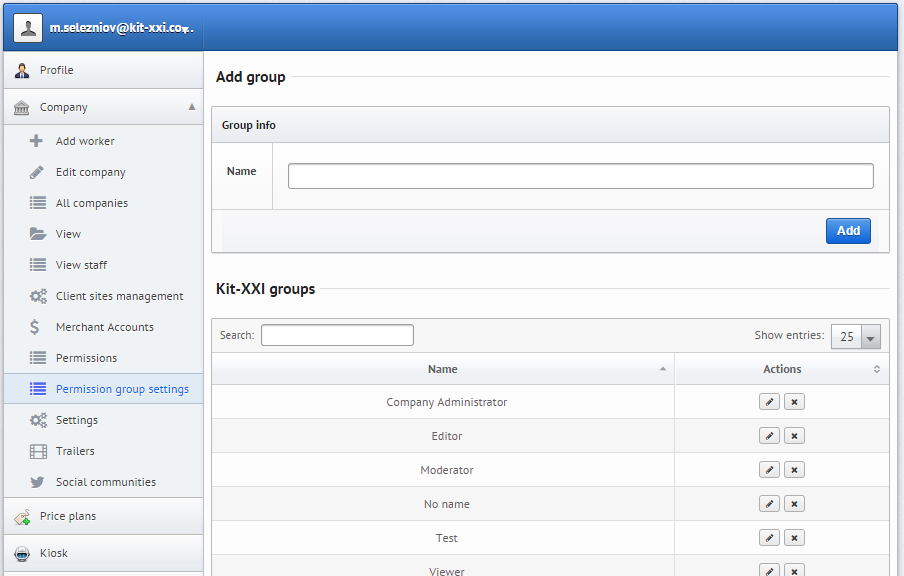 m.selezniov@kit-xxi.co...
Profile
Company
Add worker
Edit company
All companies
View
View staff
Client sites management
Merchant Accounts
Permissions
Permission group settings
Settings
Trailers
Social communities
Price plans
Kiosk
Add group
Group info
Name
Add
Kit-XXI groups
Search:
Show entries: 25
Name Actions
Company Administrator
Editor
Moderator
No name
Test
Viewer